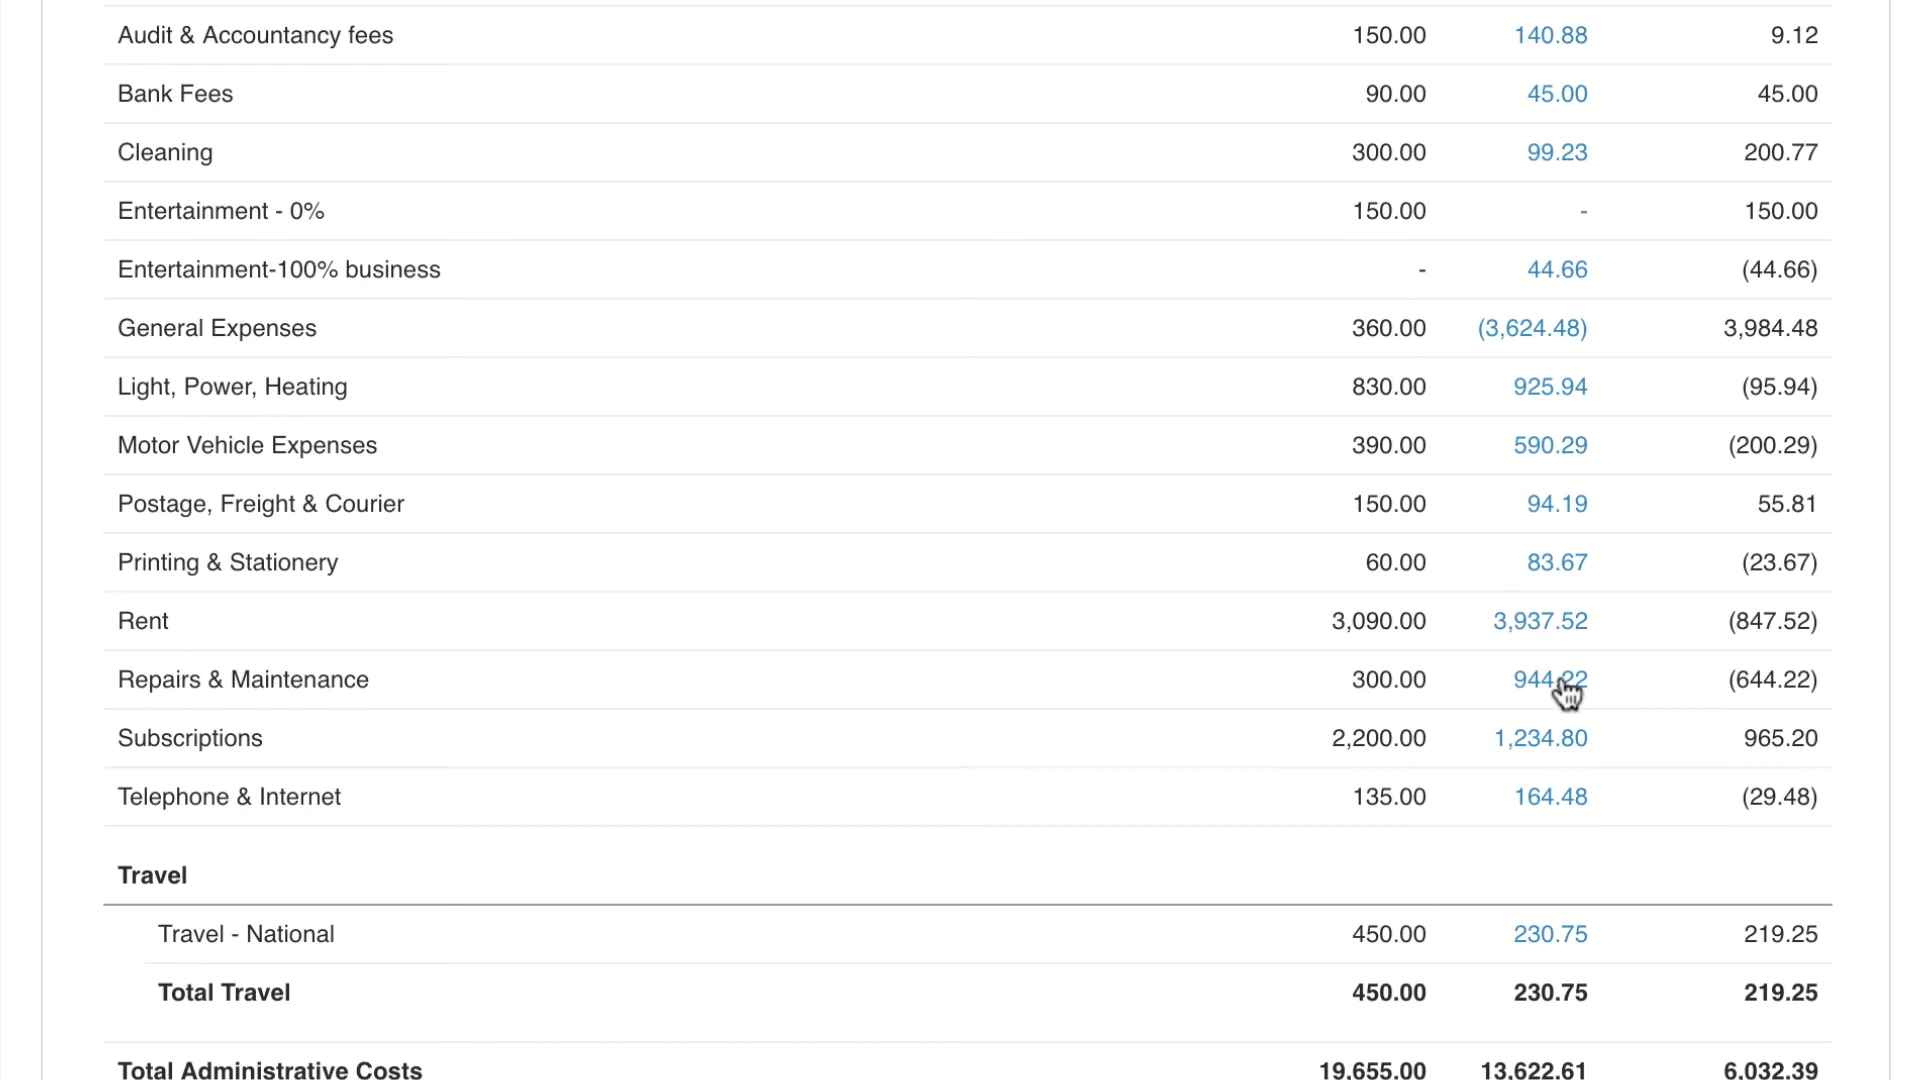 Audit & Accountancy fees 150.00 140.88 9.12
Bank Fees 90.00 45.00 45.00
Cleaning 300.00 99.23 200.77
Entertainment - 0% 150.00 - 150.00
Entertainment-100% business - 44.66 (44.66)
General Expenses 360.00 (3,624.48) 3,984.48
Light, Power, Heating 830.00 925.94 (95.94)
Motor Vehicle Expenses 390.00 590.29 (200.29)
Postage, Freight & Courier 150.00 94.19 55.81
Printing & Stationery 60.00 83.67 (23.67)
Rent 3,090.00 3,937.52 (847.52)
Repairs & Maintenance 300.00 944.22 (644.22)
Subscriptions 2,200.00 1,234.80 965.20
Telephone & Internet 135.00 164.48 (29.48)
Travel
Travel - National 450.00 230.75 219.25
Total Travel 450.00 230.75 219.25
Total Administrative Costs 19,655.00 13,622.61 6,032.39